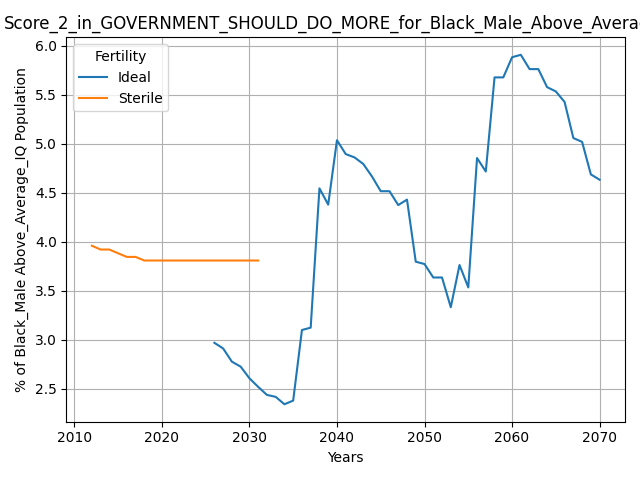 Score_2_in_GOVERNMENT_SHOULD_DO_MORE_for_Black_Male_Above_Avera
Fertility
Ideal
Sterile
% of Black_Male Above_Average_IQ Population
6.0
5.5
5.0
4.5
4.0
3.5
3.0
2.5
2010 2020 2030 2040 2050 2060 2070
Years